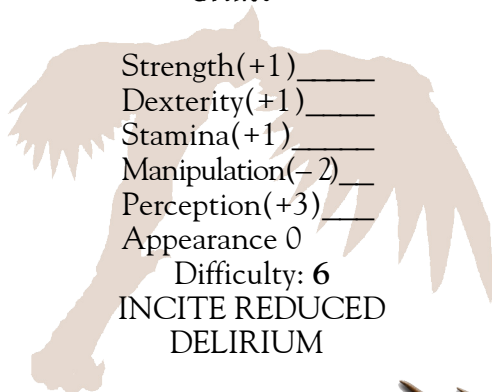 Strength(+1)_____
Dexterity(+1)_____
Stamina(+1)______
Manipulation(–2)__
Perception(+3)___
Appearance 0
Difficulty: 6
INCITE REDUCED
DELIRIUM